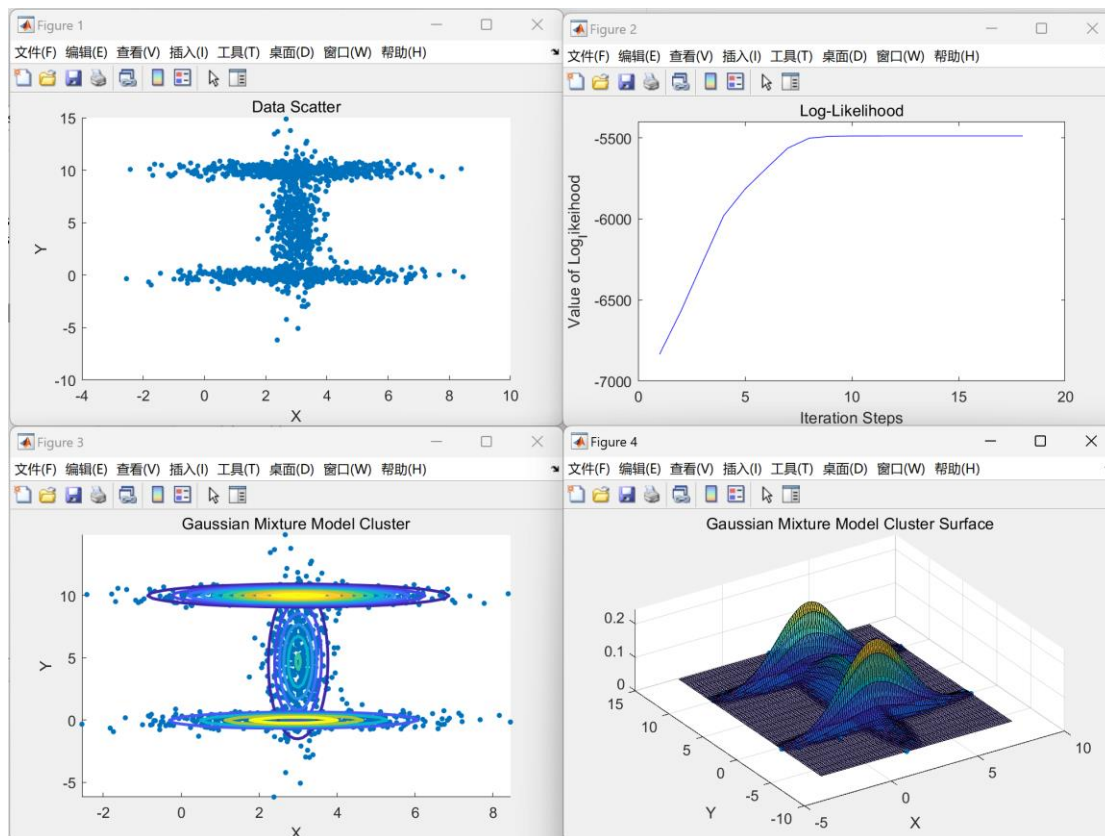 Figure 1
文件(F) 编辑(E) 查看(V) 插入(I) 工具(T) 桌面(D) 窗口(W) 帮助(H)
Data Scatter
15
10
5
0
-5
-10
Y
-4 -2 0 2 4 6 8 10
X
Figure 2
文件(F) 编辑(E) 查看(V) 插入(I) 工具(T) 桌面(D) 窗口(W) 帮助(H)
Log-Likelihood
-5500
-6000
-6500
-7000
Value of Log_likeihood
0 5 10 15 20
Iteration Steps
Figure 3
文件(F) 编辑(E) 查看(V) 插入(I) 工具(T) 桌面(D) 窗口(W) 帮助(H)
Gaussian Mixture Model Cluster
10
5
0
-5
Y
-2 0 2 4 6 8
X
Figure 4
文件(F) 编辑(E) 查看(V) 插入(I) 工具(T) 桌面(D) 窗口(W) 帮助(H)
Gaussian Mixture Model Cluster Surface
0.2
0.1
0
15
10
5
0
-5
-10
Y
-5
0
5
10
X